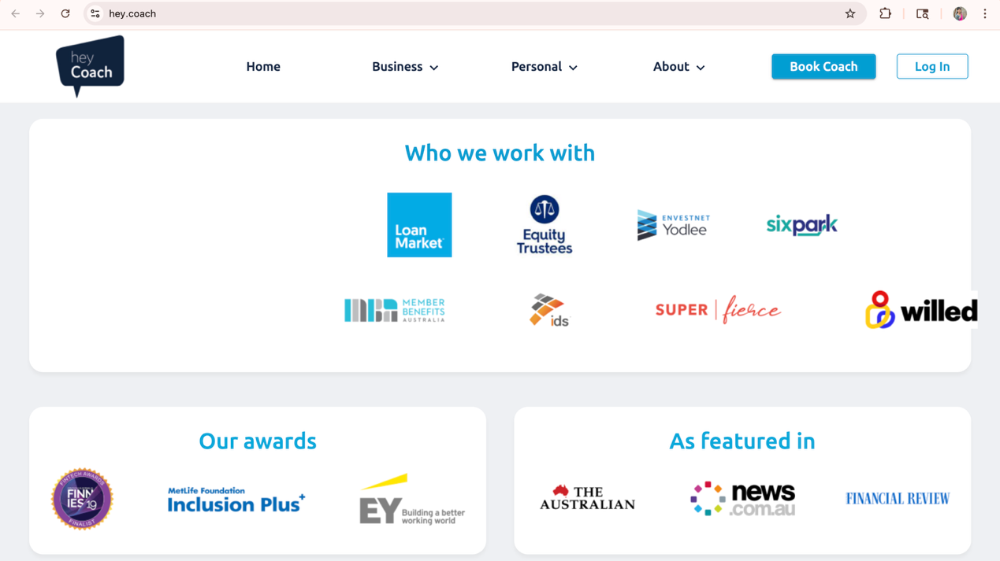 hey.coach
hey
Coach
Home
Business
Personal
About
Book Coach
Log In
Who we work with
Loan
Market
Equity
Trustees
ENVESTNET
Yodlee
sixpark
MEMBER
BENEFITS
AUSTRALIA
ids
SUPER | fierce
willed
Our awards
As featured in
FINTECH AWARDS
FINN
IES '19
FINALIST
MetLife Foundation
Inclusion Plus+
EY
Building a better
working world
THE
AUSTRALIAN
news
.com.au
FINANCIAL REVIEW